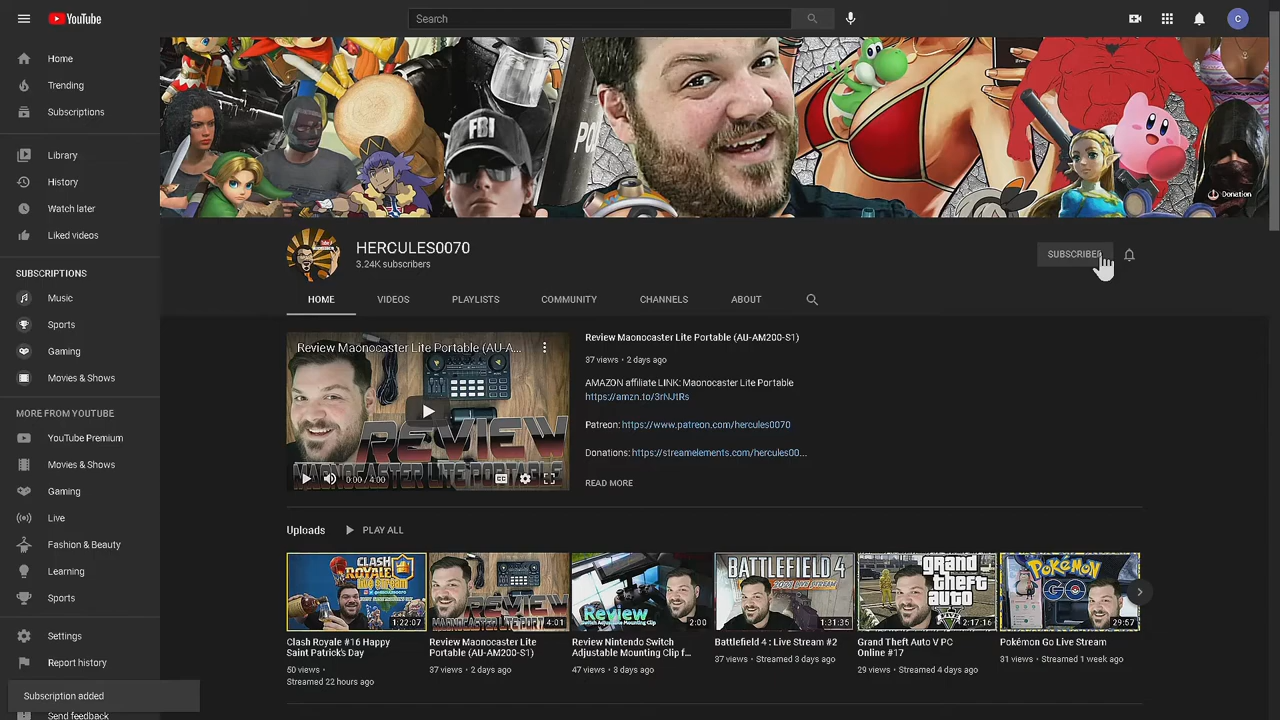 YouTube
Search
C
Home
Trending
Subscriptions
Library
History
Watch later
Liked videos
SUBSCRIPTIONS
Music
Sports
Gaming
Movies & Shows
MORE FROM YOUTUBE
YouTube Premium
Movies & Shows
Gaming
Live
Fashion & Beauty
Learning
Sports
Settings
Report history
Send feedback
Subscription added
FBI
Donation
HERCULES0070
3.24K subscribers
SUBSCRIBED
HOME
VIDEOS
PLAYLISTS
COMMUNITY
CHANNELS
ABOUT
Review Maonocaster Lite Portable (AU-A...
REVIEW
MAONOCASTER LITE PORTABLE
0:00 / 4:00
Review Maonocaster Lite Portable (AU-AM200-S1)
37 views • 2 days ago
AMAZON affiliate LINK: Maonocaster Lite Portable
https://amzn.to/3rNJtRs
Patreon: https://www.patreon.com/hercules0070
Donations: https://streamelements.com/hercules00...
READ MORE
Uploads
PLAY ALL
CLASH
ROYALE
Live Stream
1:22:07
Clash Royale #16 Happy
Saint Patrick's Day
50 views •
Streamed 22 hours ago
REVIEW
4:01
Review Maonocaster Lite
Portable (AU-AM200-S1)
37 views • 2 days ago
Review
2:00
Review Nintendo Switch
Adjustable Mounting Clip f...
47 views • 3 days ago
BATTLEFIELD 4
2021 LIVE STREAM
1:31:35
Battlefield 4 : Live Stream #2
37 views • Streamed 3 days ago
grand
theft
auto
V
2:17:16
Grand Theft Auto V PC
Online #17
29 views • Streamed 4 days ago
POKÉMON
GO
29:57
Pokémon Go Live Stream
31 views • Streamed 1 week ago